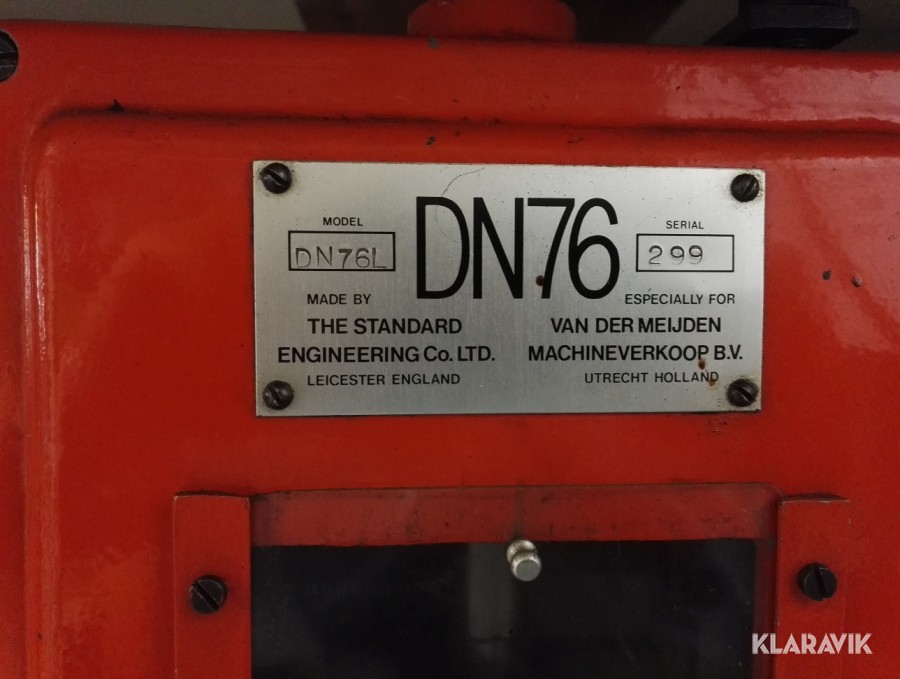 DN76
MODEL
DN76L
SERIAL
299
MADE BY
THE STANDARD
ENGINEERING Co. LTD.
LEICESTER ENGLAND
ESPECIALLY FOR
VAN DER MEIJDEN
MACHINEVERKOOP B.V.
UTRECHT HOLLAND
KLARAVIK